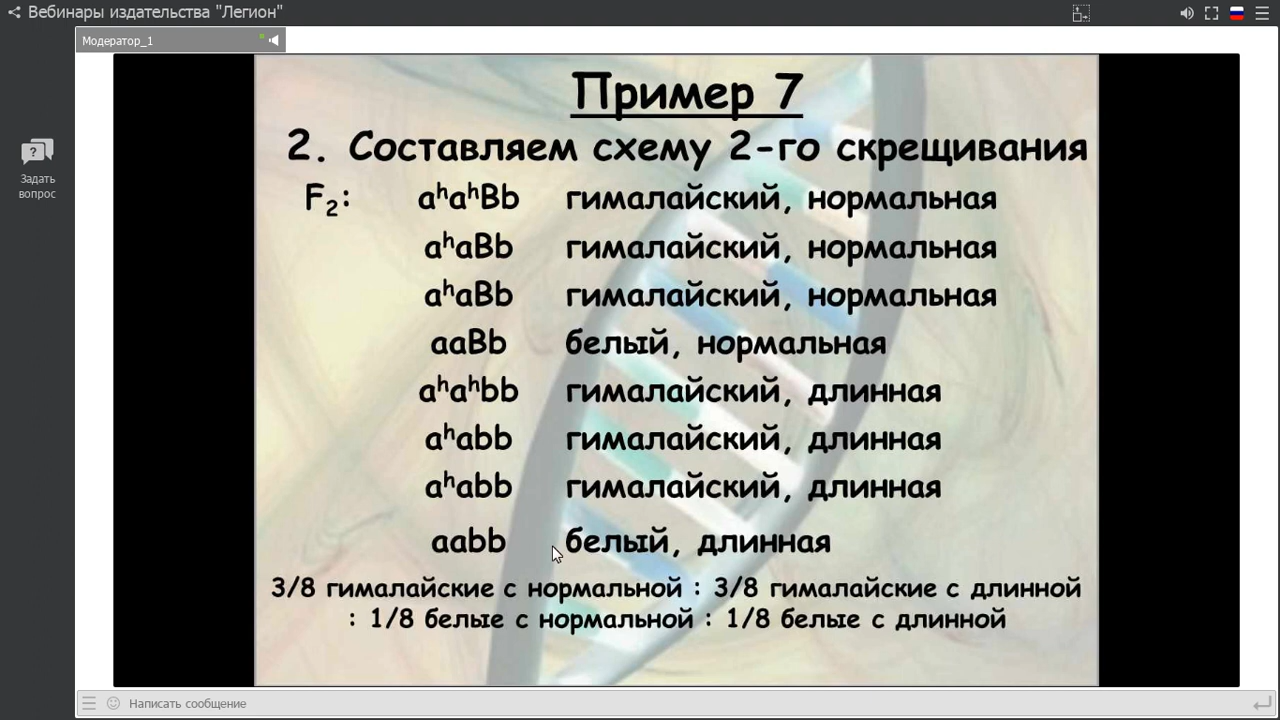 Вебинары издательства "Легион"
Модератор_1
Задать
вопрос
Пример 7
2. Составляем схему 2-го скрещивания
F₂: aʰaʰBb гималайский, нормальная
aʰaBb гималайский, нормальная
aʰaBb гималайский, нормальная
aaBb белый, нормальная
aʰaʰbb гималайский, длинная
aʰabb гималайский, длинная
aʰabb гималайский, длинная
aabb белый, длинная
3/8 гималайские с нормальной : 3/8 гималайские с длинной
: 1/8 белые с нормальной : 1/8 белые с длинной
Написать сообщение